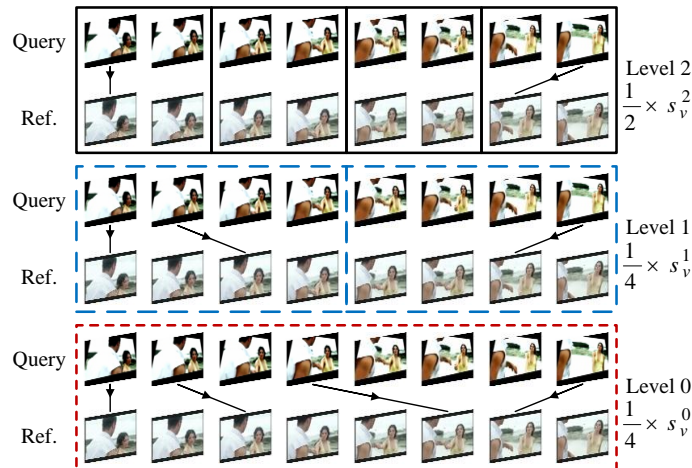 Query
Ref.
Level 2
1/2 × s_v^2
Query
Ref.
Level 1
1/4 × s_v^1
Query
Ref.
Level 0
1/4 × s_v^0